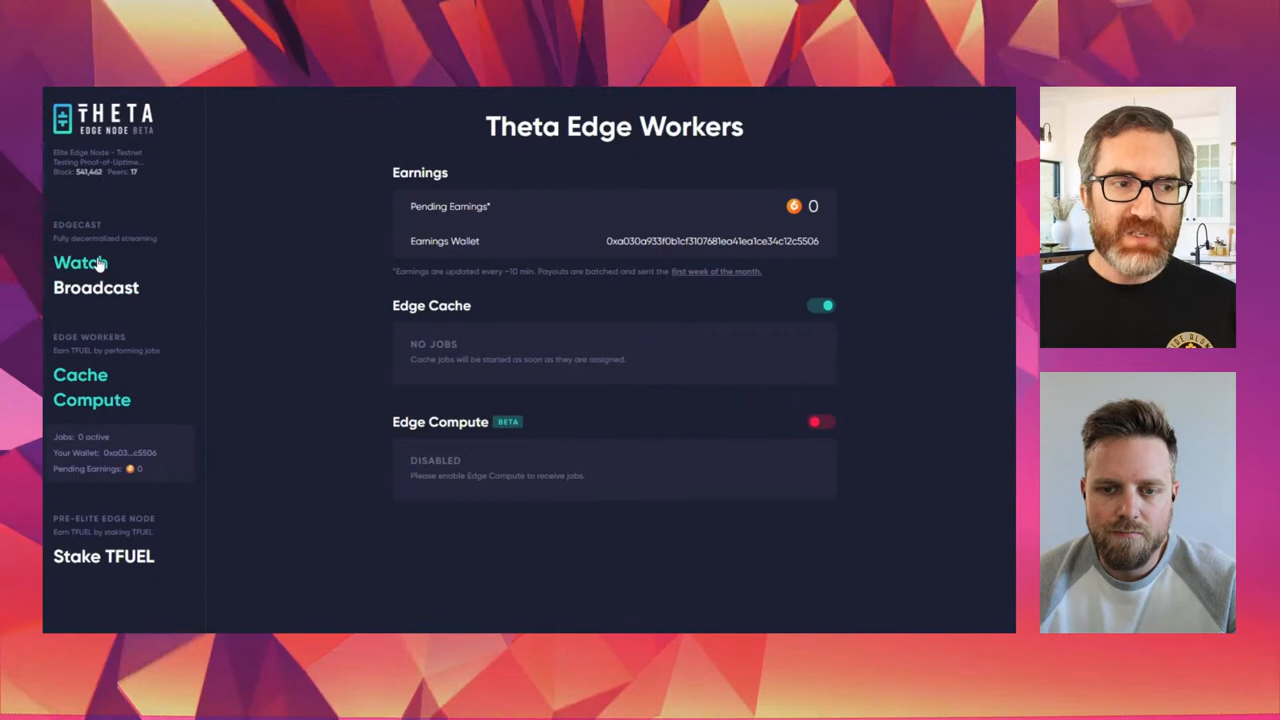 THETA
EDGE NODE BETA
Elite Edge Node - Testnet
Testing Proof-of-Uptime...
Block: 541,462 Peers: 17
EDGECAST
Fully decentralized streaming
Watch
Broadcast
EDGE WORKERS
Earn TFUEL by performing jobs
Cache
Compute
Jobs: 0 active
Your Wallet: 0xa03...c5506
Pending Earnings: 0
PRE-ELITE EDGE NODE
Earn TFUEL by staking TFUEL
Stake TFUEL
Theta Edge Workers
Earnings
Pending Earnings* 0
Earnings Wallet 0xa030a933f0b1cf3107681ea41ea1ce34c12c5506
*Earnings are updated every ~10 min. Payouts are batched and sent the first week of the month.
Edge Cache
NO JOBS
Cache jobs will be started as soon as they are assigned.
Edge Compute BETA
DISABLED
Please enable Edge Compute to receive jobs.